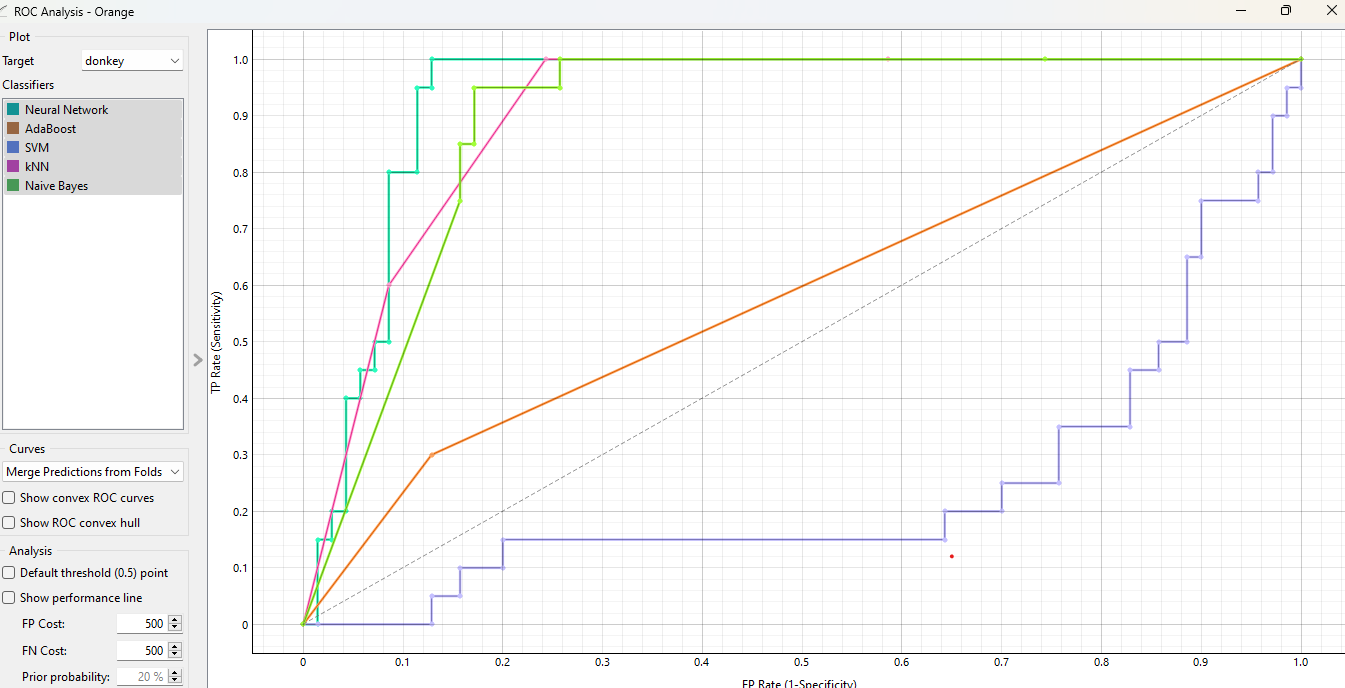 ROC Analysis - Orange
Plot
Target donkey
Classifiers
Neural Network
AdaBoost
SVM
kNN
Naive Bayes
Curves
Merge Predictions from Folds
Show convex ROC curves
Show ROC convex hull
Analysis
Default threshold (0.5) point
Show performance line
FP Cost: 500
FN Cost: 500
Prior probability: 20 %
TP Rate (Sensitivity)
1.0
0.9
0.8
0.7
0.6
0.5
0.4
0.3
0.2
0.1
0
0 0.1 0.2 0.3 0.4 0.5 0.6 0.7 0.8 0.9 1.0
FP Rate (1-Specificity)